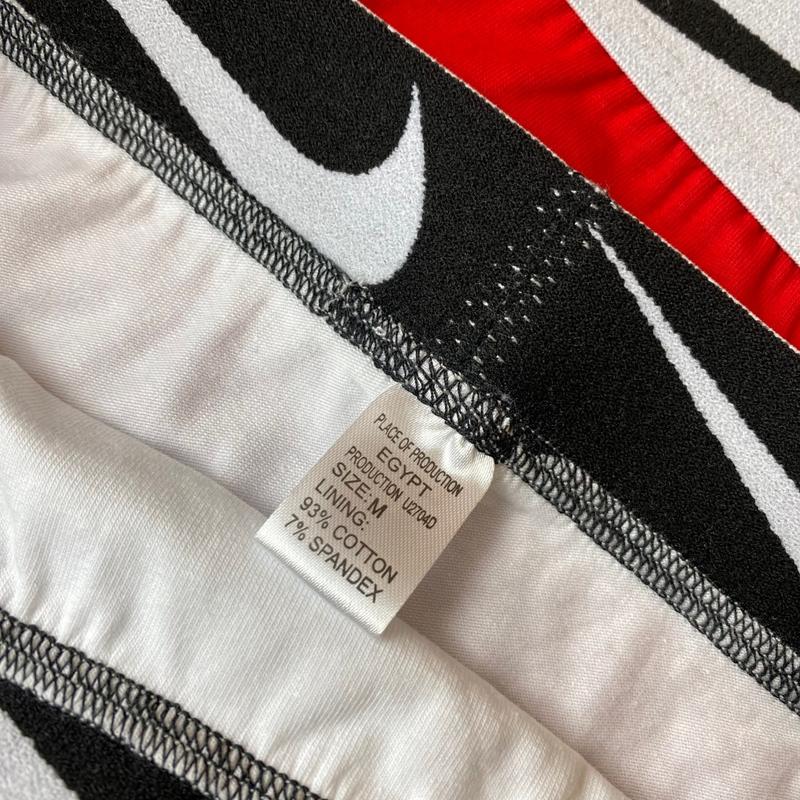 PLACE OF PRODUCTION
EGYPT
PRODUCTION U2704D
SIZE: M
LINING:
93% COTTON
7% SPANDEX